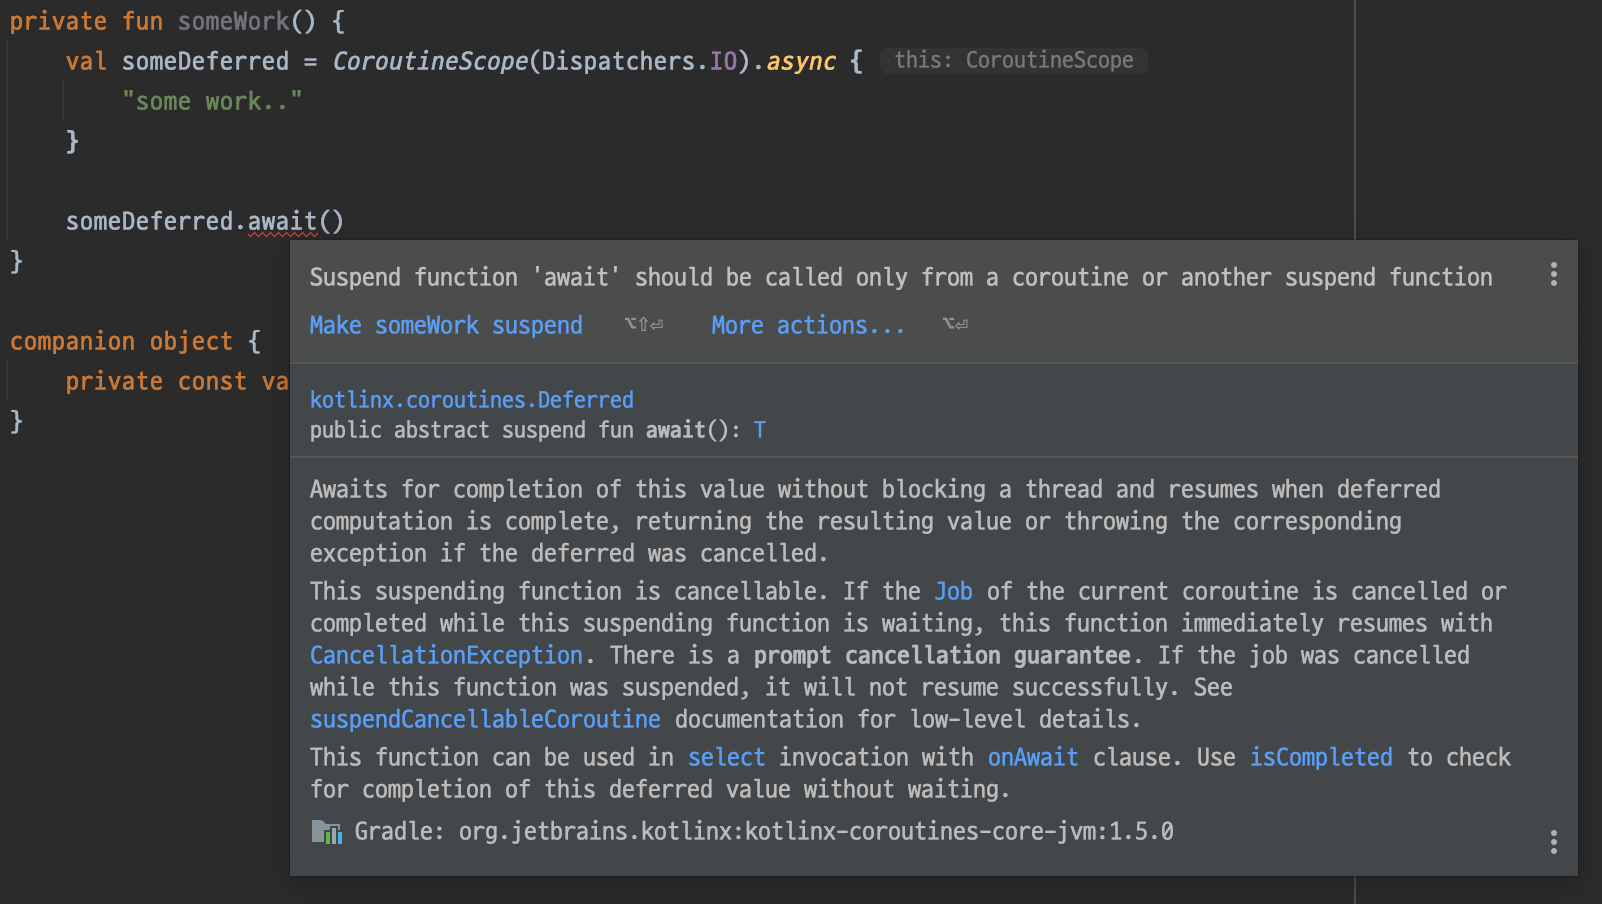 private fun someWork() {
val someDeferred = CoroutineScope(Dispatchers.IO).async { this: CoroutineScope
"some work.."
}
someDeferred.await()
}
companion object {
private const va
}
Suspend function 'await' should be called only from a coroutine or another suspend function
Make someWork suspend ⌥⇧⏎ More actions... ⌥⏎
kotlinx.coroutines.Deferred
public abstract suspend fun await(): T
Awaits for completion of this value without blocking a thread and resumes when deferred
computation is complete, returning the resulting value or throwing the corresponding
exception if the deferred was cancelled.
This suspending function is cancellable. If the Job of the current coroutine is cancelled or
completed while this suspending function is waiting, this function immediately resumes with
CancellationException. There is a prompt cancellation guarantee. If the job was cancelled
while this function was suspended, it will not resume successfully. See
suspendCancellableCoroutine documentation for low-level details.
This function can be used in select invocation with onAwait clause. Use isCompleted to check
for completion of this deferred value without waiting.
Gradle: org.jetbrains.kotlinx:kotlinx-coroutines-core-jvm:1.5.0